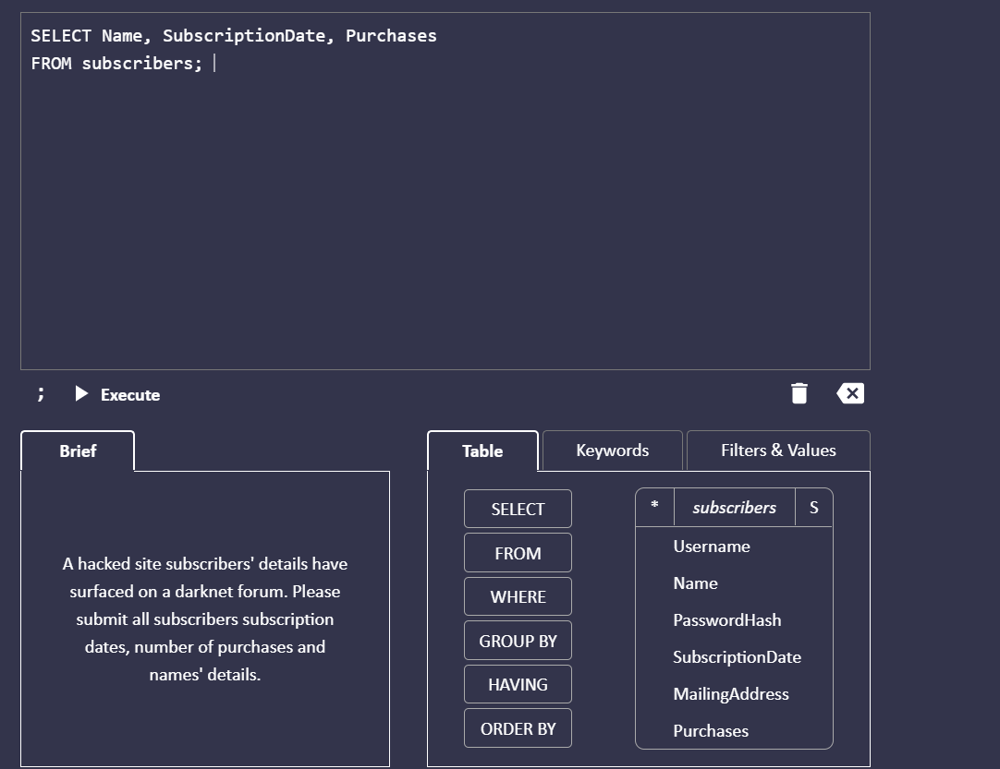 SELECT Name, SubscriptionDate, Purchases
FROM subscribers;
;
Execute
Brief
A hacked site subscribers' details have
surfaced on a darknet forum. Please
submit all subscribers subscription
dates, number of purchases and
names' details.
Table Keywords Filters & Values
SELECT
FROM
WHERE
GROUP BY
HAVING
ORDER BY
* subscribers S
Username
Name
PasswordHash
SubscriptionDate
MailingAddress
Purchases